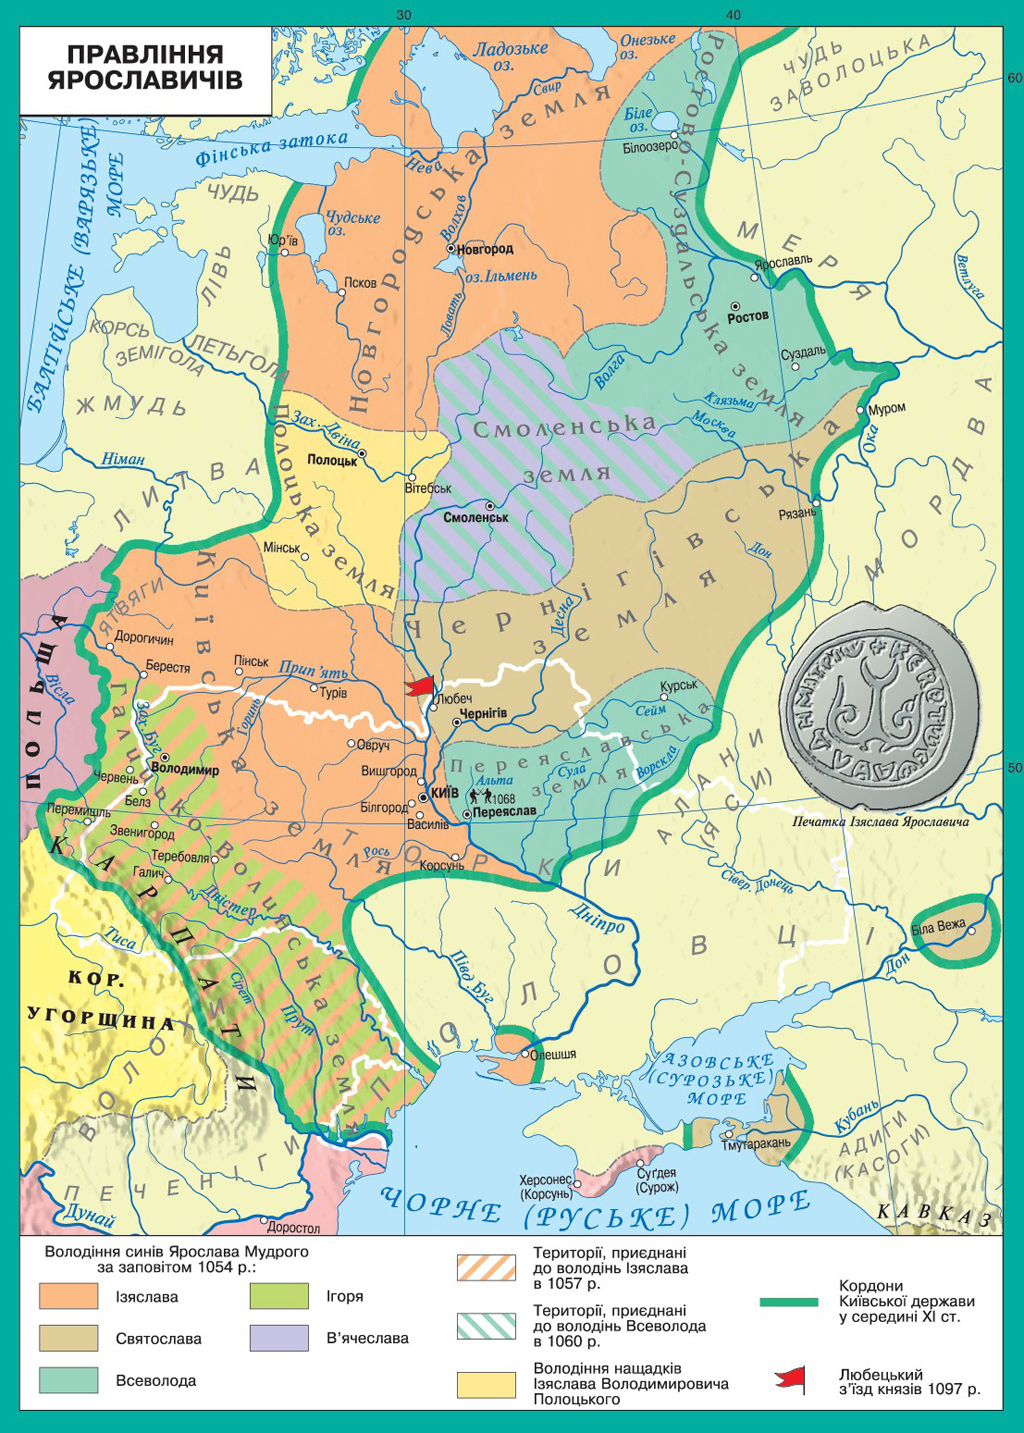 30
40
ПРАВЛІННЯ
ЯРОСЛАВИЧІВ
60
50
Ладозьке
оз.
Онезьке
оз.
Свир
ЧУДЬ
ЗАВОЛОЦЬКА
Біле
оз.
Білоозеро
Ростово-Суздальська земля
Фінська затока
Нева
Новгородська земля
БАЛТІЙСЬКЕ (ВАРЯЗЬКЕ)
МОРЕ
ЧУДЬ
Чудське
оз.
Волхов
Юр'їв
Новгород
МЕРЯ
Ярославль
Ветлуга
ЛІВЬ
Псков
оз.Ільмень
Ловать
Ростов
КОРСЬ
ЗЕМІГОЛА
ЛЕТЬГОЛА
Суздаль
Волга
ЖМУДЬ
Клязьма
Москва
Муром
Ока
Смоленська
земля
Зах. Двіна
Полоцьк
Полоцька земля
Німан
ЛИТВА
Вітебськ
МОРДВА
Смоленськ
Рязань
Мінськ
Дон
Чернігівська
земля
Київська земля
ЯТВЯГИ
Десна
ПОЛЬЩА
Вісла
Дорогичин
Берестя
Пінськ
Прип'ять
Турів
Любеч
Чернігів
Курськ
Сейм
Галицько-Волинська земля
Зах. Буг
Горинь
Овруч
Переяславська
земля
Сула
Ворскла
Володимир
Червень
Вишгород
Альта
1068
Белз
Білгород
КИЇВ
Переяслав
Василів
Перемишль
Звенигород
Теребовля
Галич
Рось
Корсунь
ТОРКИ
АЛАНИ
(ЯСИ)
Печатка Ізяслава Ярославича
КАРПАТИ
Дністер
Сівер. Донець
Дніпро
Біла Вежа
Тиса
ПОЛОВЦІ
Дон
КОР.
УГОРЩИНА
Півд. Буг
Сірет
Прут
ВОЛОТИ
Олешшя
АЗОВСЬКЕ
(СУРОЗЬКЕ)
МОРЕ
Кубань
Тмутаракань
АДИГИ
(КАСОГИ)
ПЕЧЕНІГИ
Херсонес
(Корсунь)
Суґдея
(Сурож)
Дунай
Доростол
ЧОРНЕ (РУСЬКЕ) МОРЕ
КАВКАЗ
Володіння синів Ярослава Мудрого
за заповітом 1054 р.:
Ізяслава
Святослава
Всеволода
Ігоря
В'ячеслава
Території, приєднані
до володінь Ізяслава
в 1057 р.
Території, приєднані
до володінь Всеволода
в 1060 р.
Володіння нащадків
Ізяслава Володимировича
Полоцького
Кордони
Київської держави
у середині XI ст.
Любецький
з'їзд князів 1097 р.